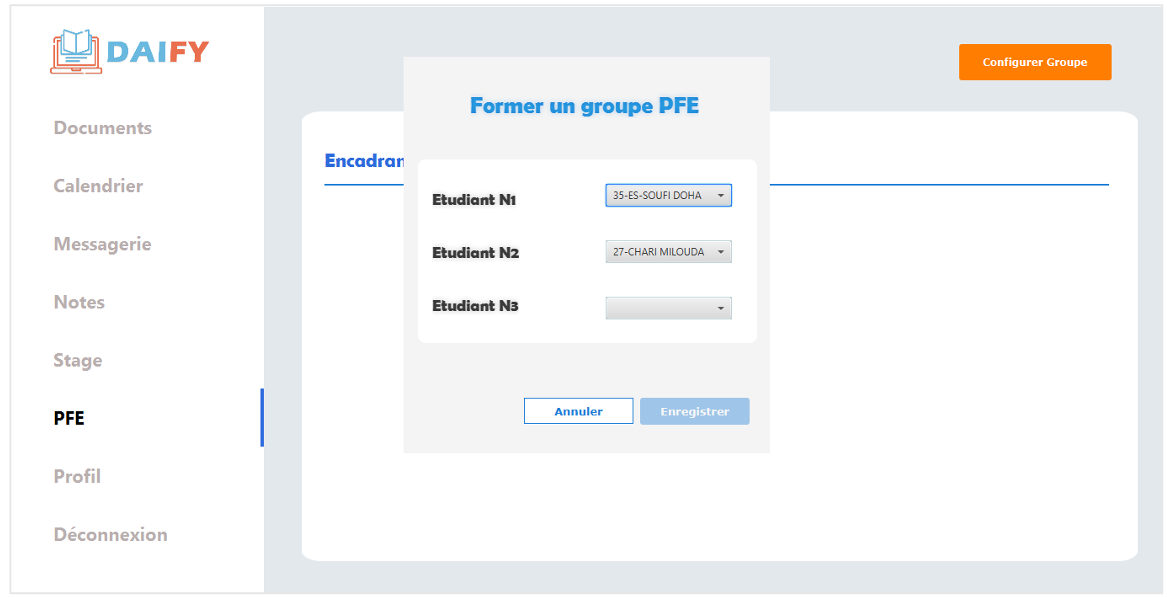 DAIFY
Documents
Calendrier
Messagerie
Notes
Stage
PFE
Profil
Déconnexion
Configurer Groupe
Encadran
Former un groupe PFE
Etudiant N1
35-ES-SOUFI DOHA
Etudiant N2
27-CHARI MILOUDA
Etudiant N3
Annuler
Enregistrer